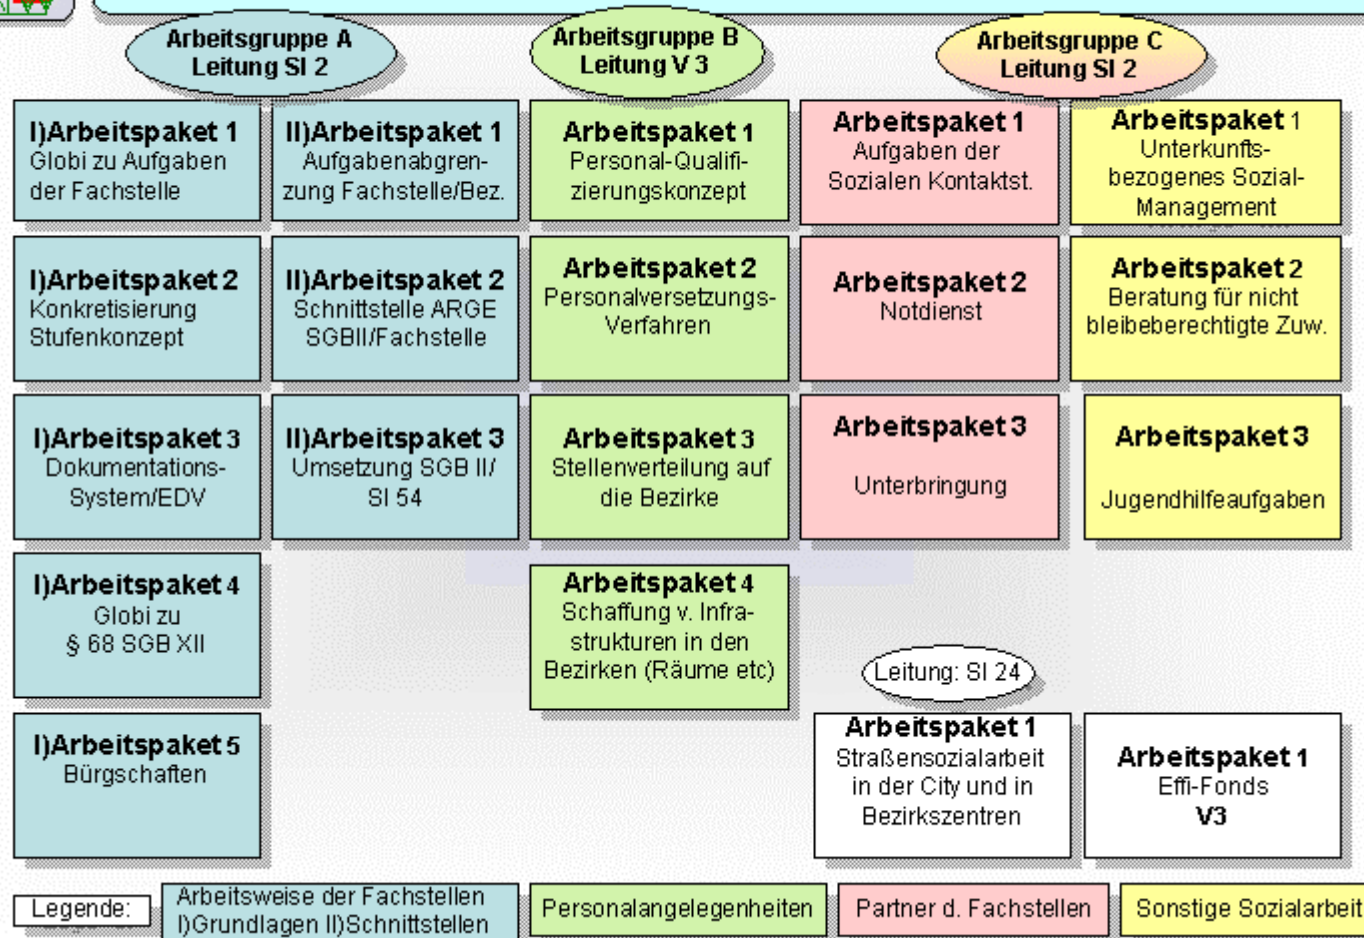 Arbeitsgruppe A
Leitung SI 2
Arbeitsgruppe B
Leitung V 3
Arbeitsgruppe C
Leitung SI 2
I)Arbeitspaket 1
Globi zu Aufgaben
der Fachstelle
II)Arbeitspaket 1
Aufgabenabgren-
zung Fachstelle/Bez.
Arbeitspaket 1
Personal-Qualifi-
zierungskonzept
Arbeitspaket 1
Aufgaben der
Sozialen Kontaktst.
Arbeitspaket 1
Unterkunfts-
bezogenes Sozial-
Management
I)Arbeitspaket 2
Konkretisierung
Stufenkonzept
II)Arbeitspaket 2
Schnittstelle ARGE
SGBII/Fachstelle
Arbeitspaket 2
Personalversetzungs-
Verfahren
Arbeitspaket 2
Notdienst
Arbeitspaket 2
Beratung für nicht
bleibeberechtigte Zuw.
I)Arbeitspaket 3
Dokumentations-
System/EDV
II)Arbeitspaket 3
Umsetzung SGB II/
SI 54
Arbeitspaket 3
Stellenverteilung auf
die Bezirke
Arbeitspaket 3
Unterbringung
Arbeitspaket 3
Jugendhilfeaufgaben
I)Arbeitspaket 4
Globi zu
§ 68 SGB XII
Arbeitspaket 4
Schaffung v. Infra-
strukturen in den
Bezirken (Räume etc)
Leitung: SI 24
I)Arbeitspaket 5
Bürgschaften
Arbeitspaket 1
Straßensozialarbeit
in der City und in
Bezirkszentren
Arbeitspaket 1
Effi-Fonds
V3
Legende:
Arbeitsweise der Fachstellen
I)Grundlagen II)Schnittstellen
Personalangelegenheiten
Partner d. Fachstellen
Sonstige Sozialarbeit